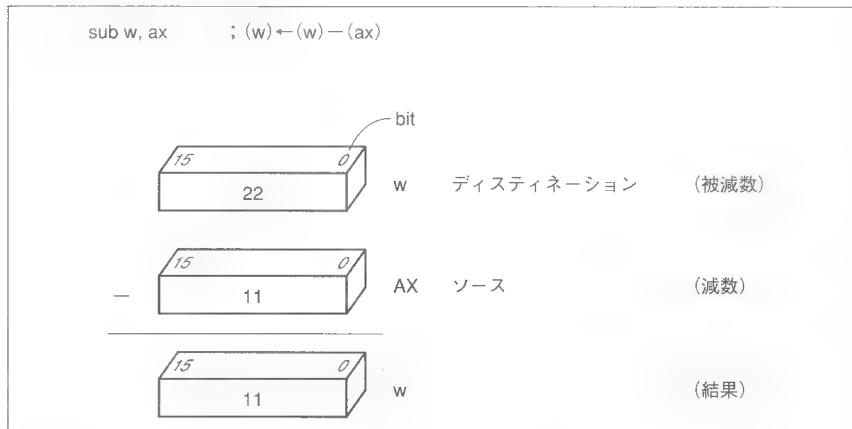 sub w, ax ; (w)←(w)−(ax)
bit
15 0
22 w ディスティネーション (被減数)
15 0
− 11 AX ソース (減数)
15 0
11 w (結果)